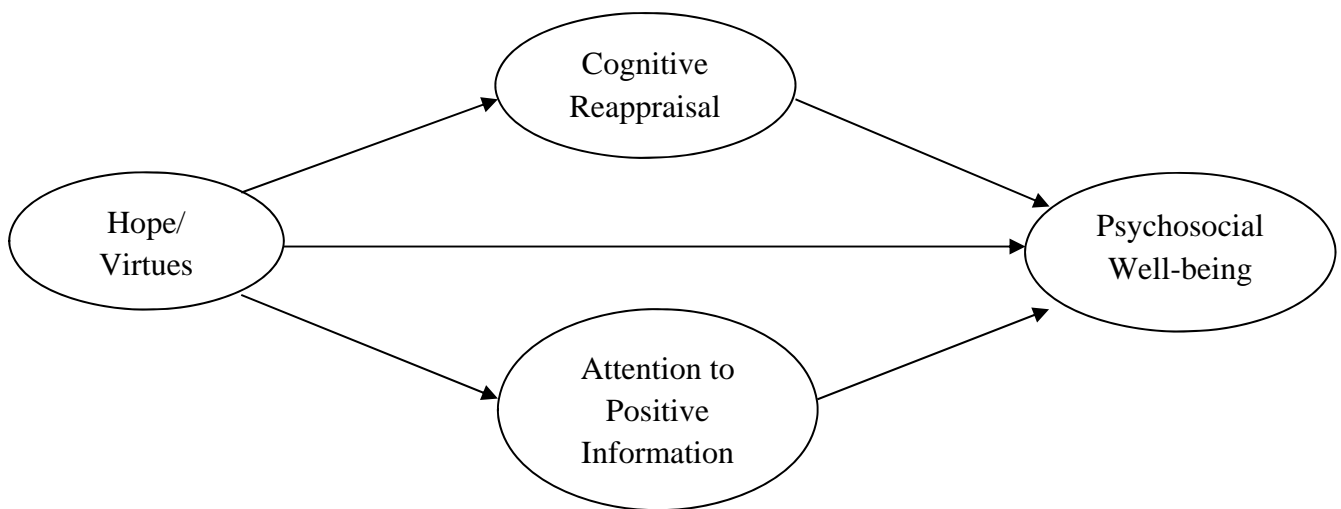 Cognitive
Reappraisal
Hope/
Virtues
Psychosocial
Well-being
Attention to
Positive
Information